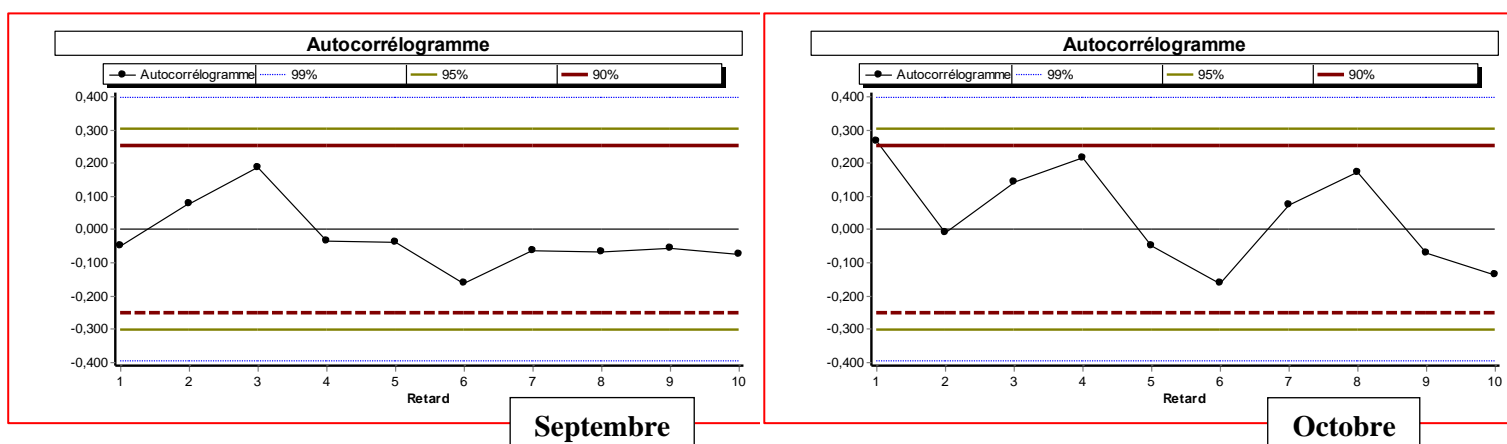 Autocorrélogramme
Autocorrélogramme 99% 95% 90%
0,400
0,300
0,200
0,100
0,000
-0,100
-0,200
-0,300
-0,400
1 2 3 4 5 6 7 8 9 10
Retard
Septembre
Autocorrélogramme
Autocorrélogramme 99% 95% 90%
0,400
0,300
0,200
0,100
0,000
-0,100
-0,200
-0,300
-0,400
1 2 3 4 5 6 7 8 9 10
Retard
Octobre